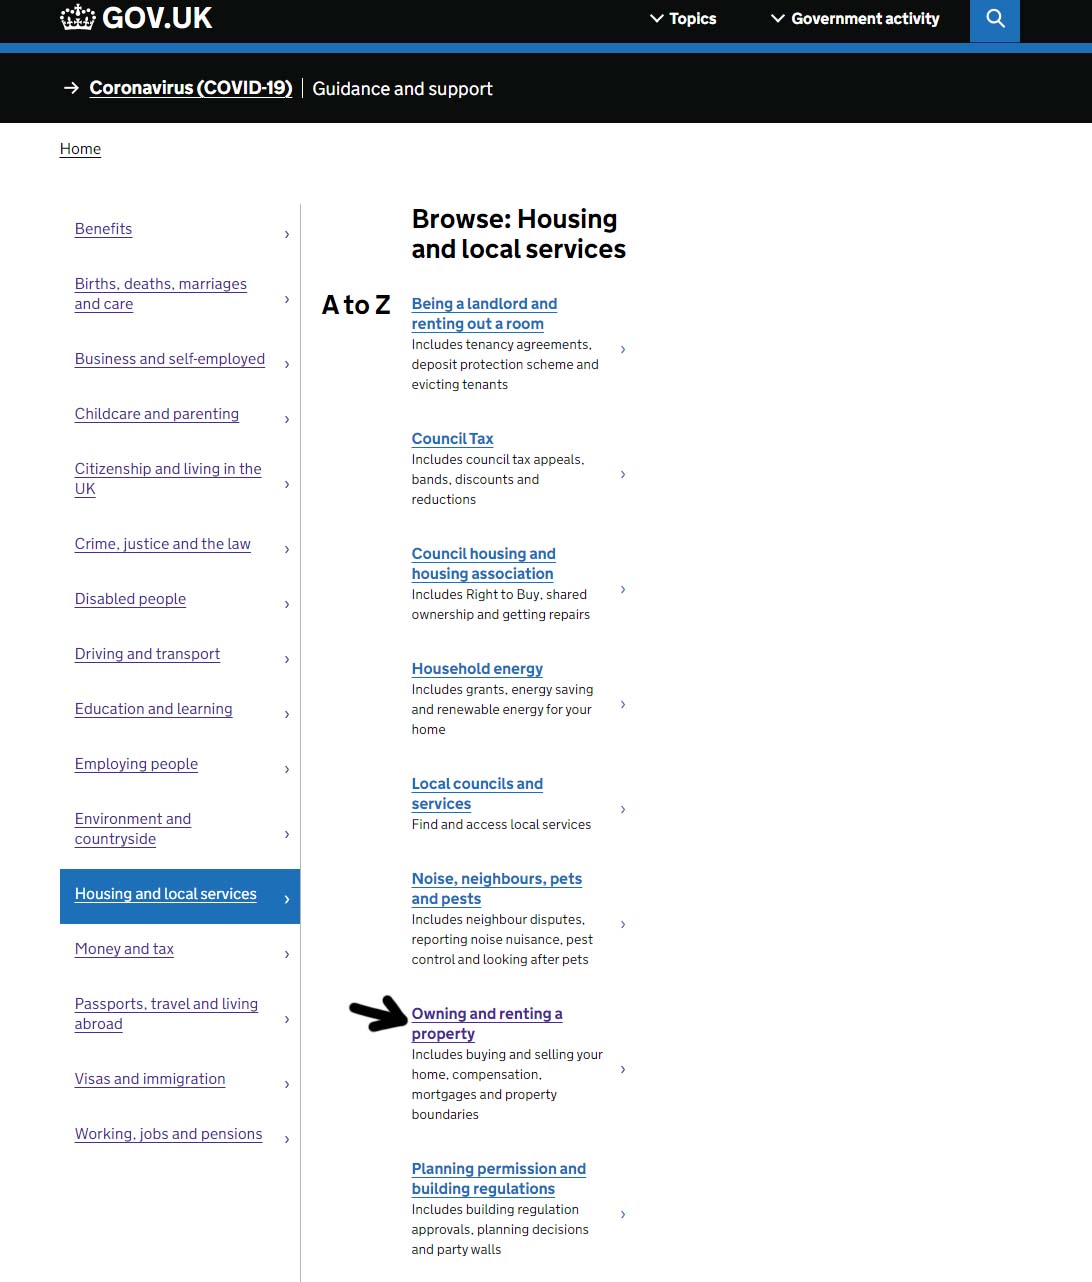 GOV.UK
Topics
Government activity
Coronavirus (COVID-19) Guidance and support
Home
Benefits
Births, deaths, marriages
and care
Business and self-employed
Childcare and parenting
Citizenship and living in the
UK
Crime, justice and the law
Disabled people
Driving and transport
Education and learning
Employing people
Environment and
countryside
Housing and local services
Money and tax
Passports, travel and living
abroad
Visas and immigration
Working, jobs and pensions
Browse: Housing
and local services
A to Z
Being a landlord and
renting out a room
Includes tenancy agreements,
deposit protection scheme and
evicting tenants
Council Tax
Includes council tax appeals,
bands, discounts and
reductions
Council housing and
housing association
Includes Right to Buy, shared
ownership and getting repairs
Household energy
Includes grants, energy saving
and renewable energy for your
home
Local councils and
services
Find and access local services
Noise, neighbours, pets
and pests
Includes neighbour disputes,
reporting noise nuisance, pest
control and looking after pets
Owning and renting a
property
Includes buying and selling your
home, compensation,
mortgages and property
boundaries
Planning permission and
building regulations
Includes building regulation
approvals, planning decisions
and party walls